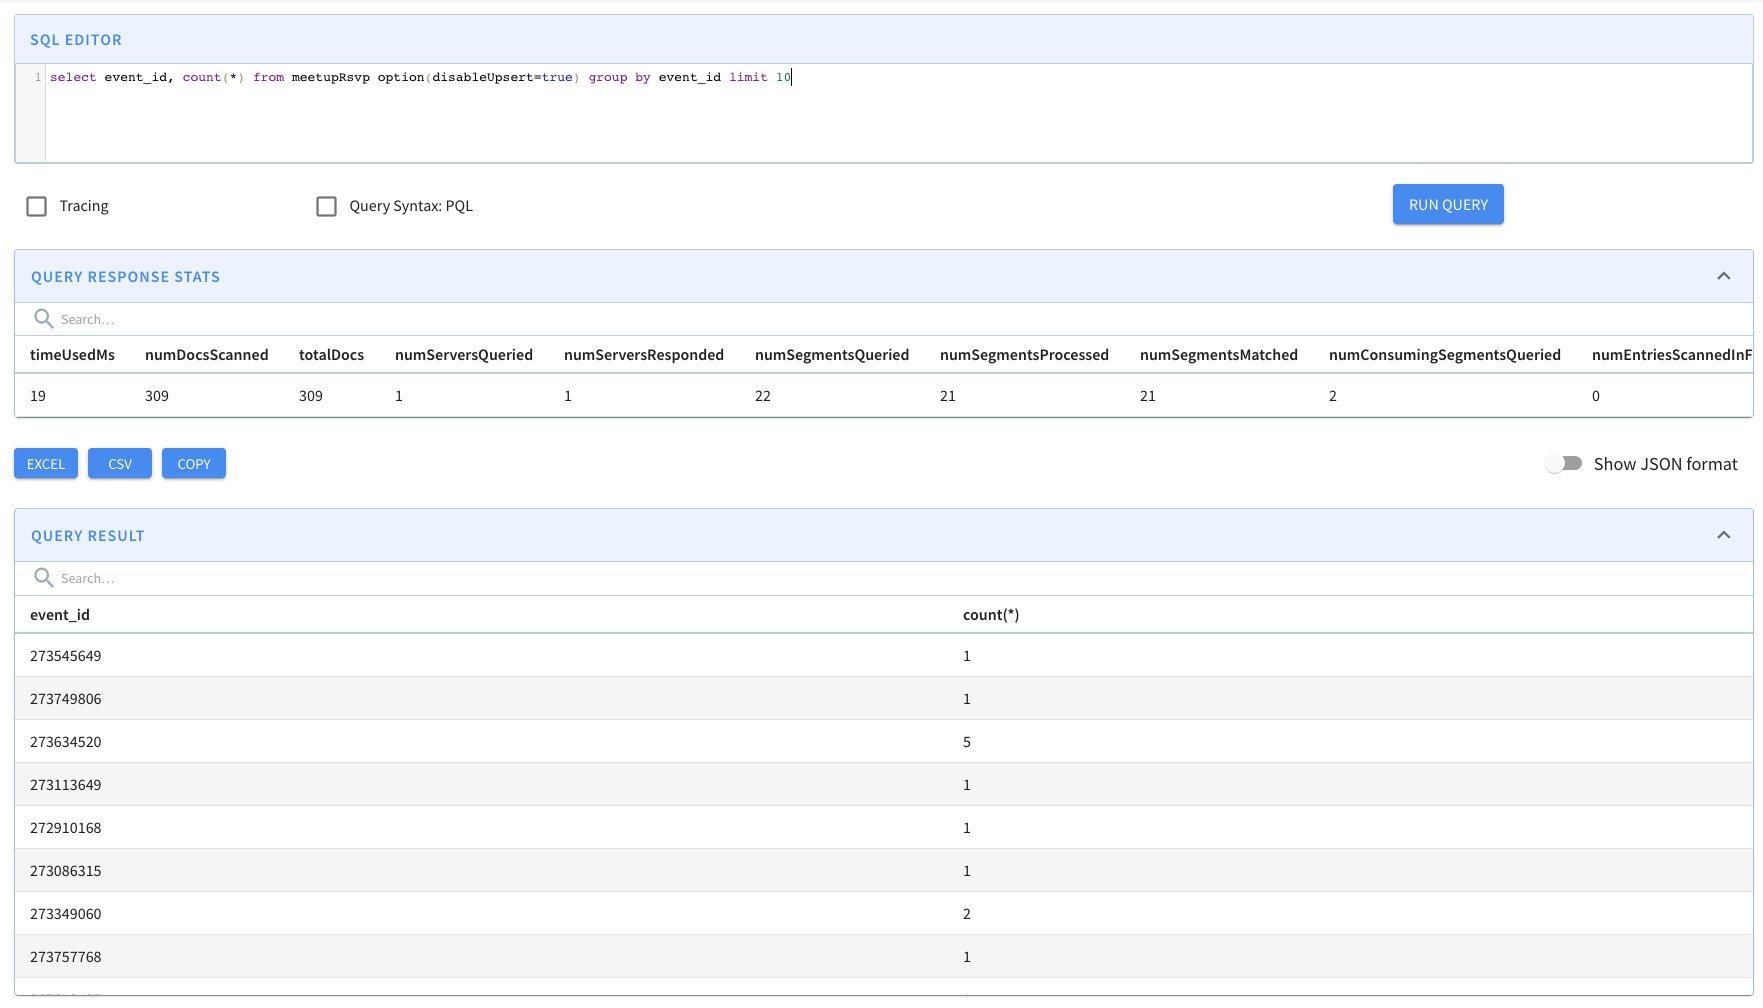 SQL EDITOR
1 select event_id, count(*) from meetupRsvp option(disableUpsert=true) group by event_id limit 10
Tracing Query Syntax: PQL RUN QUERY
QUERY RESPONSE STATS
Search...
timeUsedMs numDocsScanned totalDocs numServersQueried numServersResponded numSegmentsQueried numSegmentsProcessed numSegmentsMatched numConsumingSegmentsQueried numEntriesScannedInF
19 309 309 1 1 22 21 21 2 0
EXCEL CSV COPY Show JSON format
QUERY RESULT
Search...
event_id count(*)
273545649 1
273749806 1
273634520 5
273113649 1
272910168 1
273086315 1
273349060 2
273757768 1